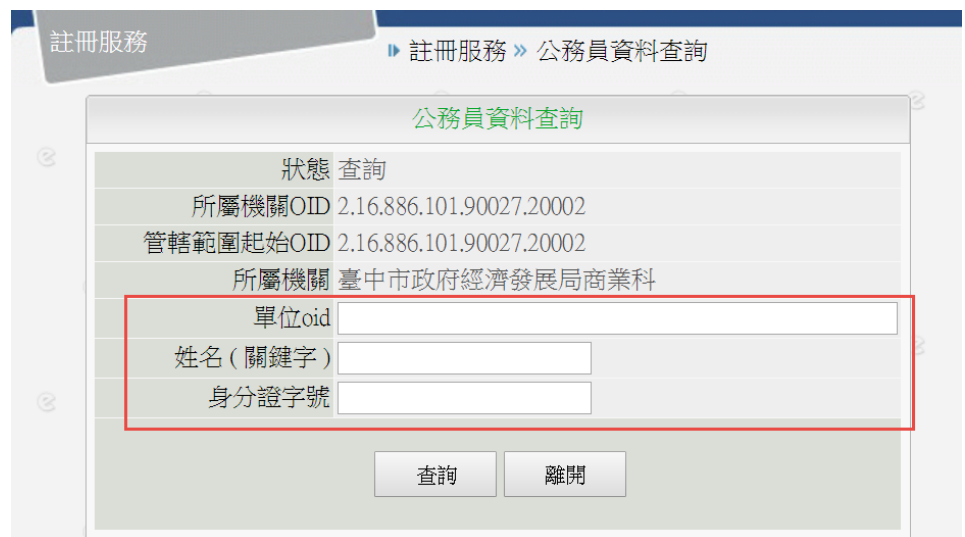 註冊服務
註冊服務 » 公務員資料查詢
公務員資料查詢
狀態 查詢
所屬機關OID 2.16.886.101.90027.20002
管轄範圍起始OID 2.16.886.101.90027.20002
所屬機關 臺中市政府經濟發展局商業科
單位oid
姓名 ( 關鍵字 )
身分證字號
查詢 離開